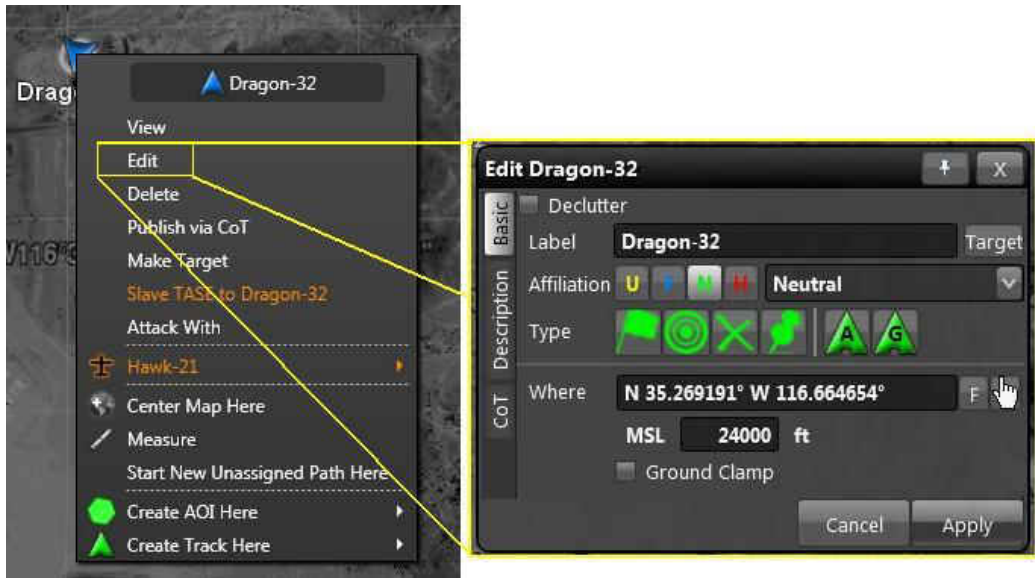 Drag
Dragon-32
View
Edit
Delete
Publish via CoT
Make Target
Slave TASE to Dragon-32
Attack With
Hawk-21
Center Map Here
Measure
Start New Unassigned Path Here
Create AOI Here
Create Track Here
Edit Dragon-32
X
Basic
Description
CoT
Declutter
Label Dragon-32 Target
Affiliation U F N H Neutral
Type A G
Where N 35.269191° W 116.664654° F
MSL 24000 ft
Ground Clamp
Cancel Apply